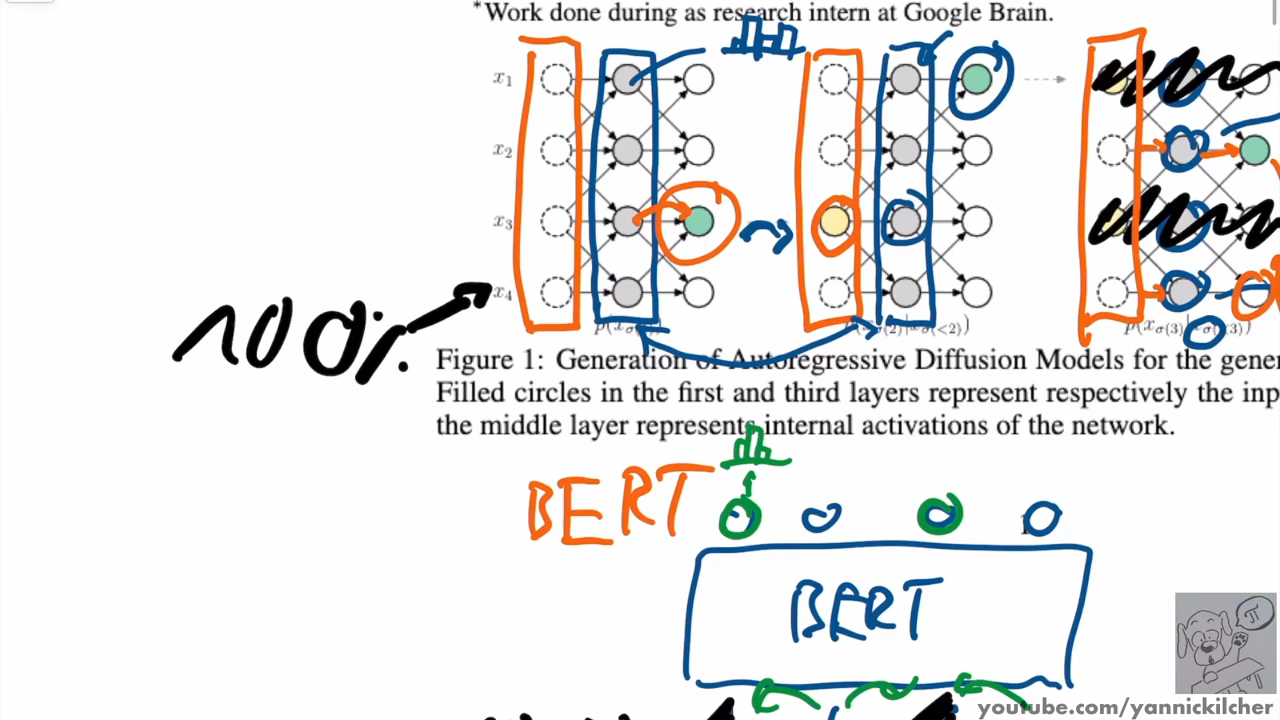 *Work done during as research intern at Google Brain.
x1
x2
x3
x4
100%
Figure 1: Generation of Autoregressive Diffusion Models for the gener
Filled circles in the first and third layers represent respectively the inp
the middle layer represents internal activations of the network.
BERT
BERT
π
youtube.com/yannickilcher